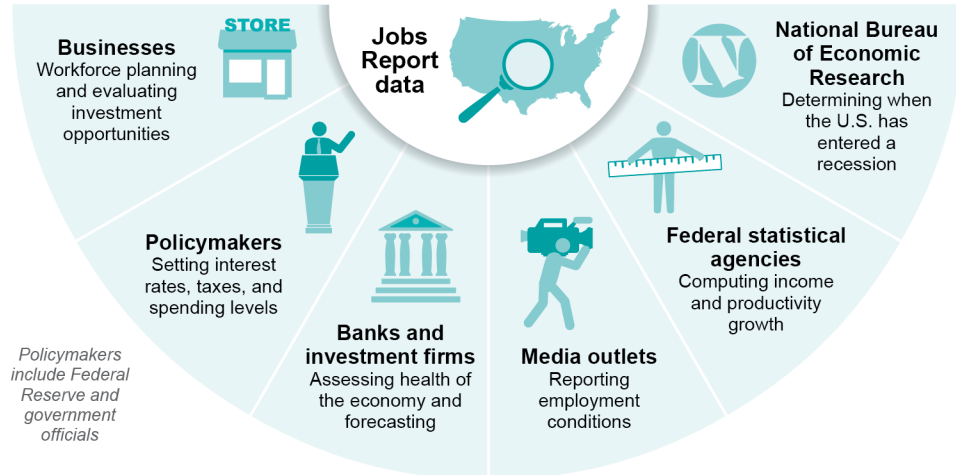 Jobs
Report
data
STORE
Businesses
Workforce planning
and evaluating
investment
opportunities
Policymakers
Setting interest
rates, taxes, and
spending levels
Banks and
investment firms
Assessing health of
the economy and
forecasting
Media outlets
Reporting
employment
conditions
Federal statistical
agencies
Computing income
and productivity
growth
N
National Bureau
of Economic
Research
Determining when
the U.S. has
entered a
recession
Policymakers
include Federal
Reserve and
government
officials